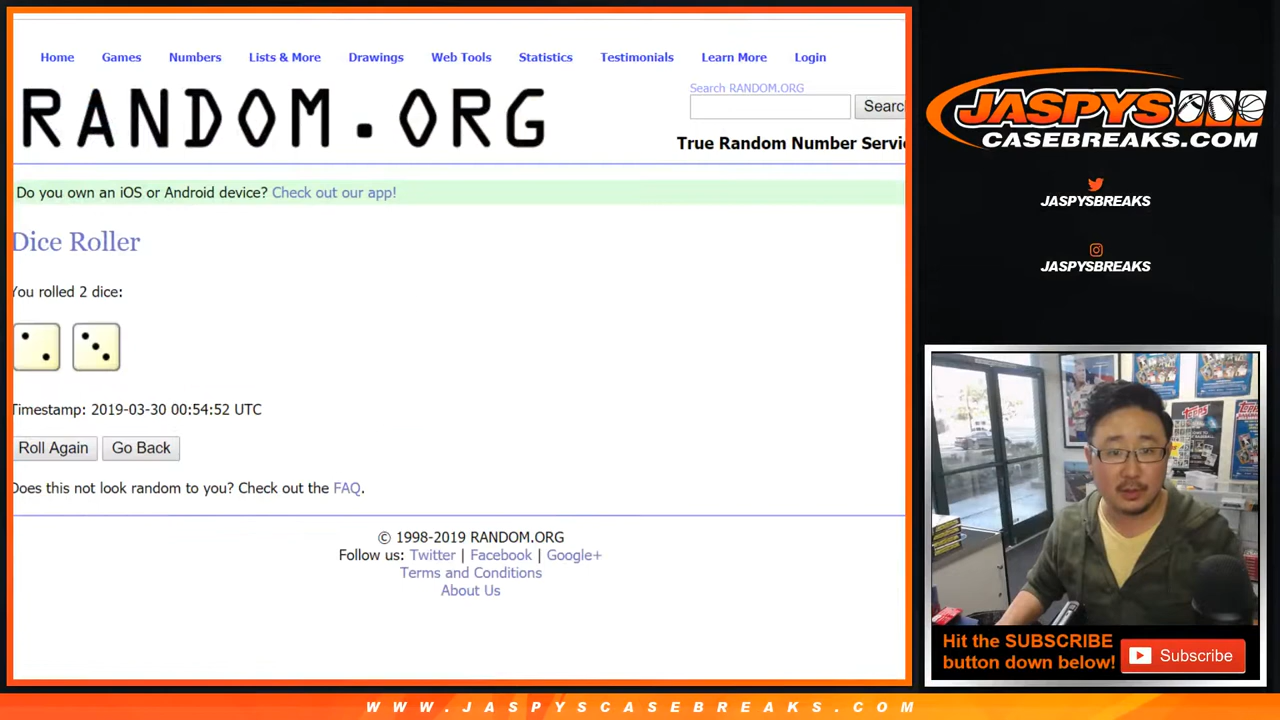 Home Games Numbers Lists & More Drawings Web Tools Statistics Testimonials Learn More Login
RANDOM.ORG
Search RANDOM.ORG
Searc
True Random Number Servi
Do you own an iOS or Android device? Check out our app!
Dice Roller
You rolled 2 dice:
Timestamp: 2019-03-30 00:54:52 UTC
Roll Again Go Back
Does this not look random to you? Check out the FAQ.
© 1998-2019 RANDOM.ORG
Follow us: Twitter | Facebook | Google+
Terms and Conditions
About Us
JASPYS
CASEBREAKS.COM
JASPYSBREAKS
JASPYSBREAKS
Topps
Hit the SUBSCRIBE
button down below!
Subscribe
WWW.JASPYSCASEBREAKS.COM